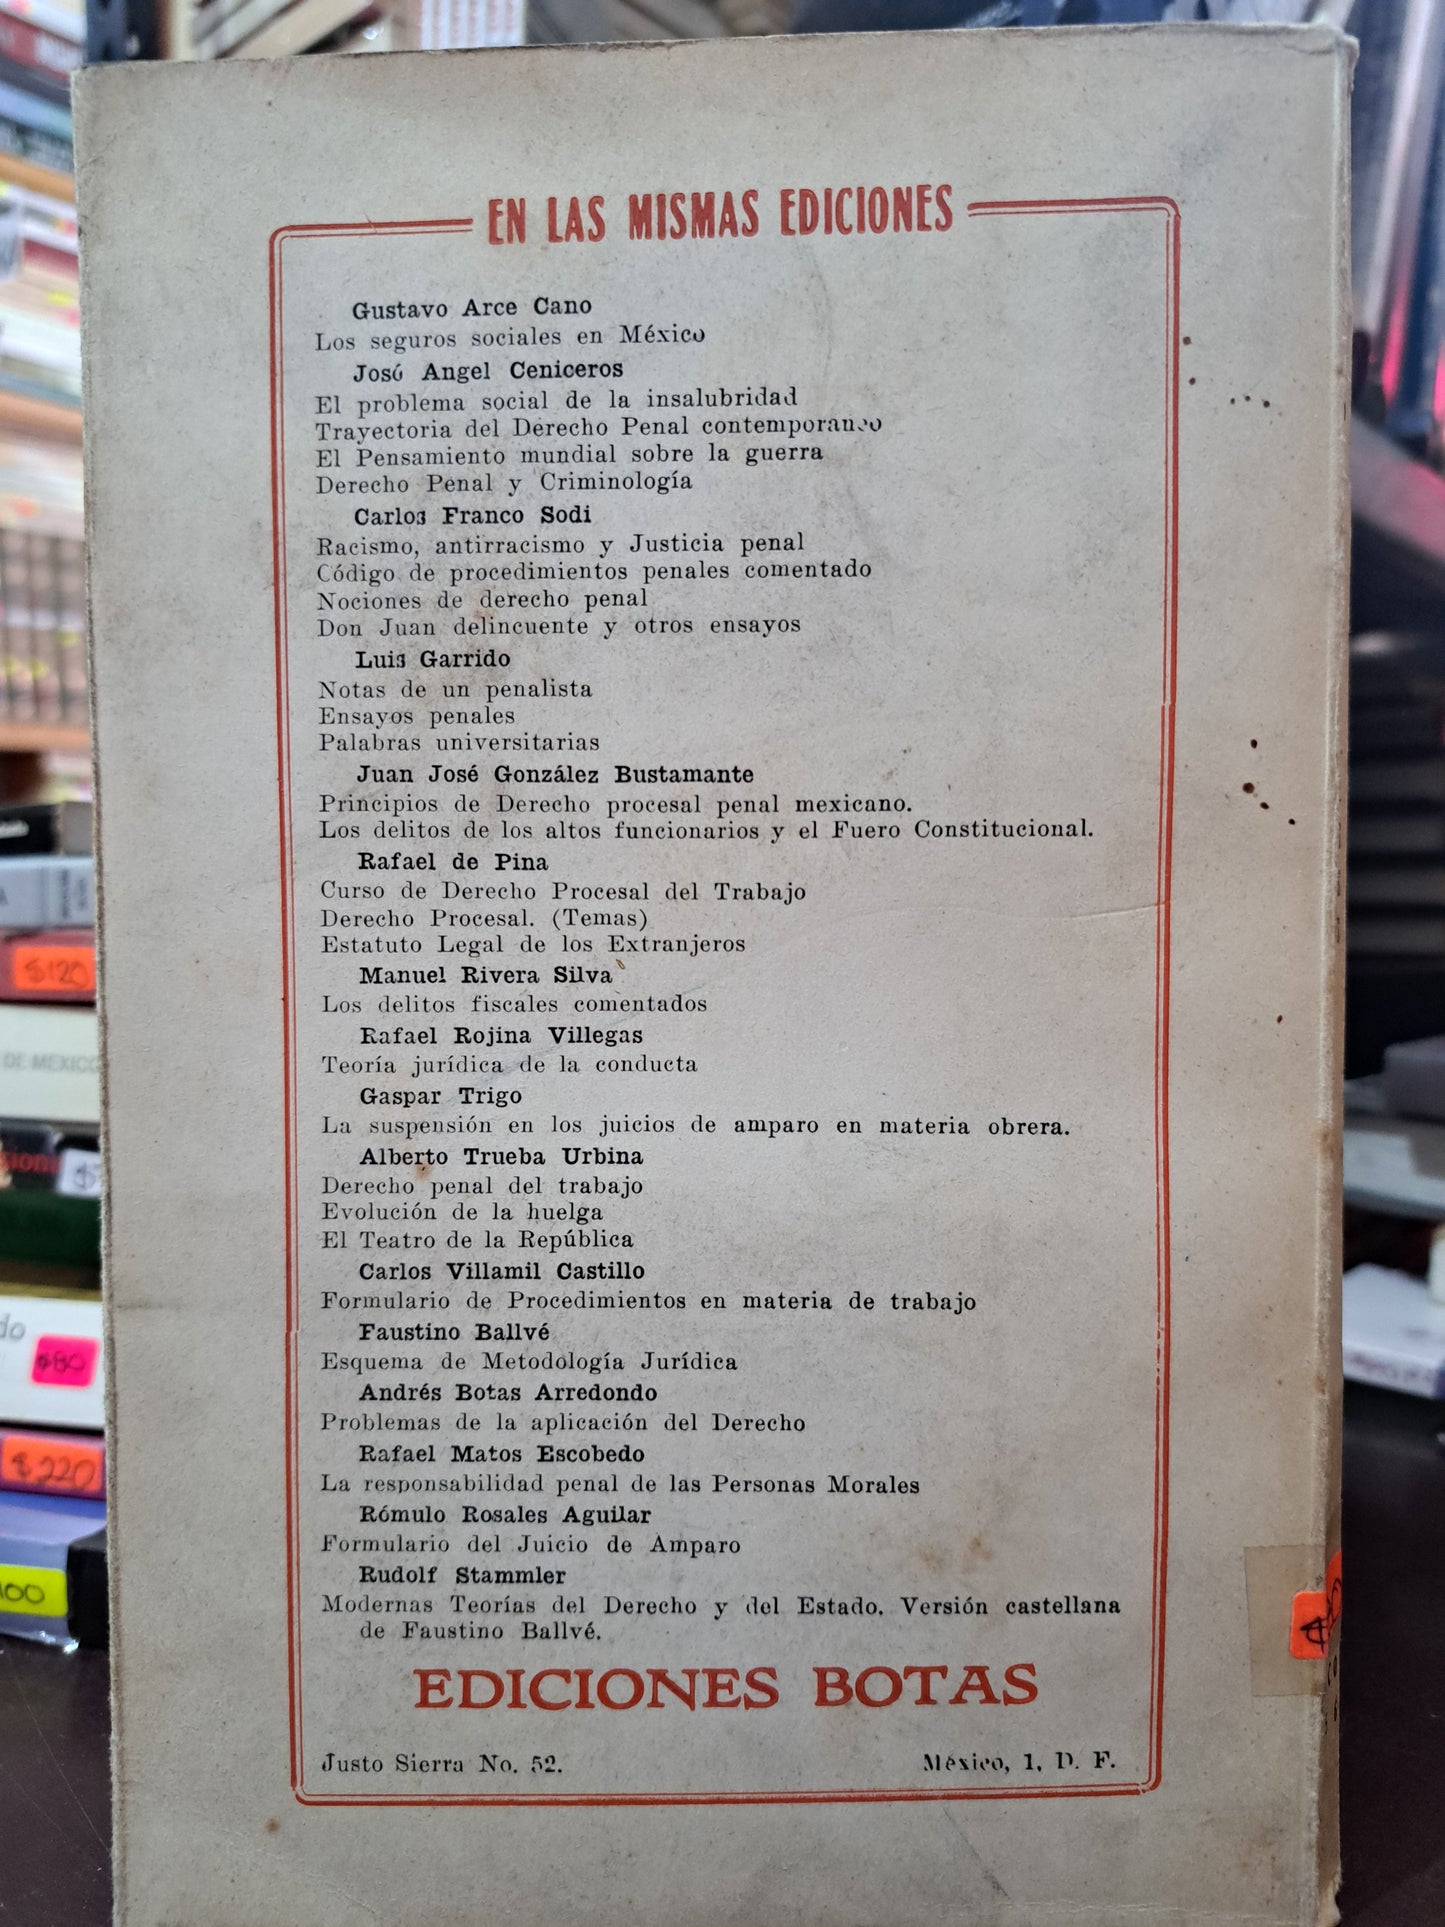 EN LAS MISMAS EDICIONES
Gustavo Arce Cano
Los seguros sociales en México
José Angel Ceniceros
El problema social de la insalubridad
Trayectoria del Derecho Penal contemporaneo
El Pensamiento mundial sobre la guerra
Derecho Penal y Criminología
Carlos Franco Sodi
Racismo, antirracismo y Justicia penal
Código de procedimientos penales comentado
Nociones de derecho penal
Don Juan delincuente y otros ensayos
Luis Garrido
Notas de un penalista
Ensayos penales
Palabras universitarias
Juan José González Bustamante
Principios de Derecho procesal penal mexicano.
Los delitos de los altos funcionarios y el Fuero Constitucional.
Rafael de Pina
Curso de Derecho Procesal del Trabajo
Derecho Procesal. (Temas)
Estatuto Legal de los Extranjeros
Manuel Rivera Silva
Los delitos fiscales comentados
Rafael Rojina Villegas
Teoría jurídica de la conducta
Gaspar Trigo
La suspensión en los juicios de amparo en materia obrera.
Alberto Trueba Urbina
Derecho penal del trabajo
Evolución de la huelga
El Teatro de la República
Carlos Villamil Castillo
Formulario de Procedimientos en materia de trabajo
Faustino Ballvé
Esquema de Metodología Jurídica
Andrés Botas Arredondo
Problemas de la aplicación del Derecho
Rafael Matos Escobedo
La responsabilidad penal de las Personas Morales
Rómulo Rosales Aguilar
Formulario del Juicio de Amparo
Rudolf Stammler
Modernas Teorías del Derecho y del Estado. Versión castellana
de Faustino Ballvé.
EDICIONES BOTAS
Justo Sierra No. 52. México, 1, D. F.
$120
DE MEXICO
$80
$220
100